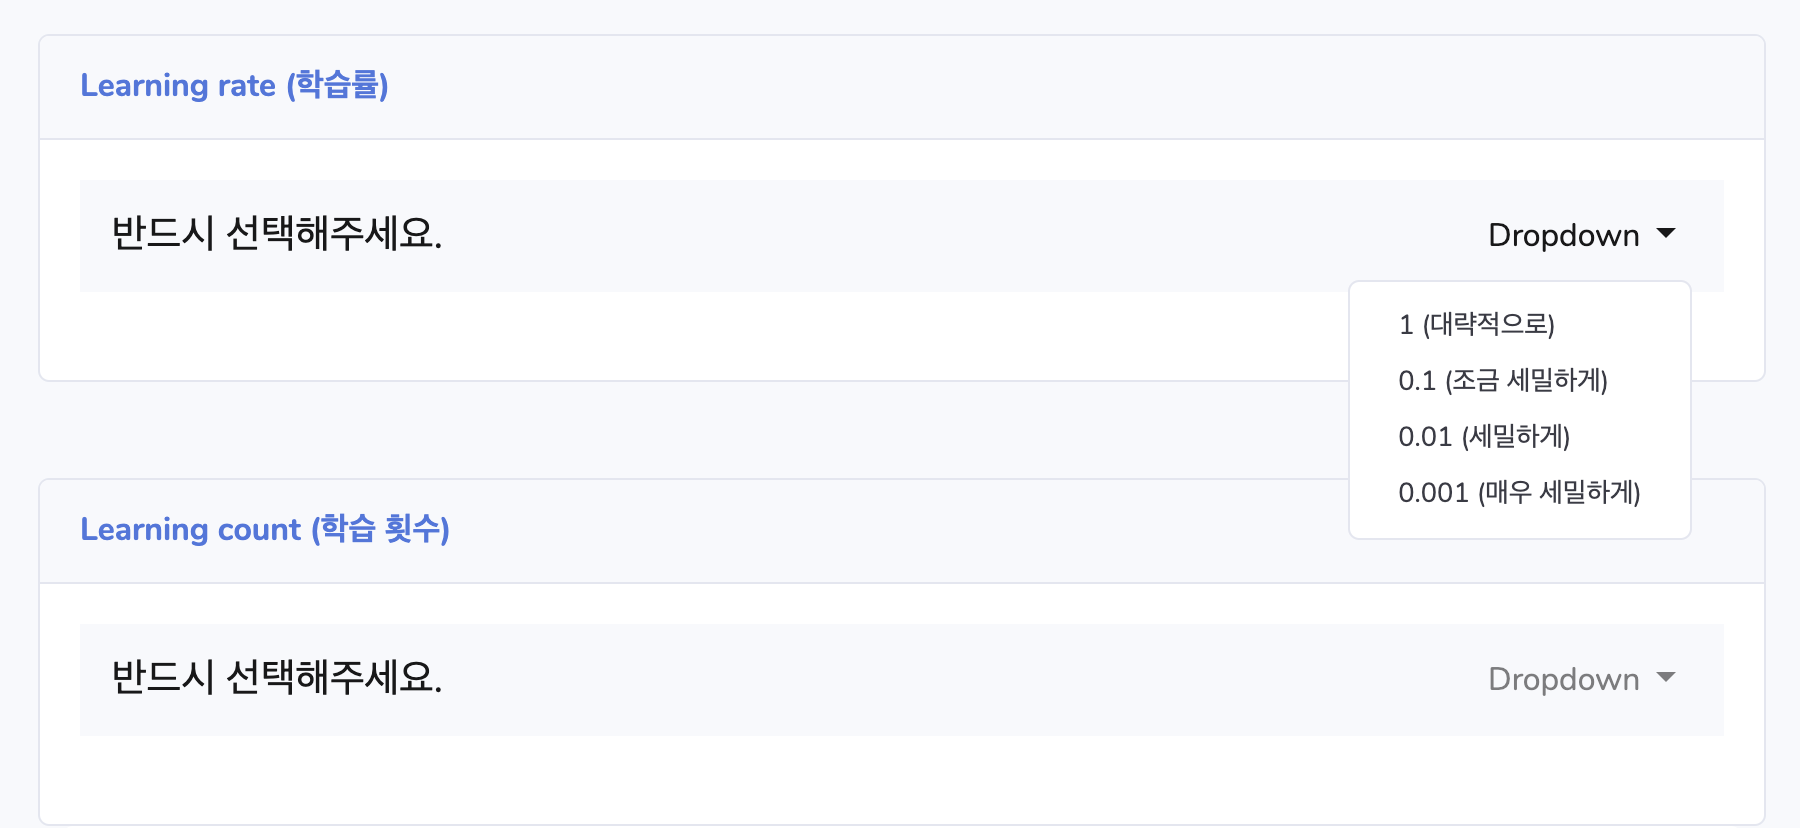 Learning rate (학습률)
반드시 선택해주세요.
Dropdown
1 (대략적으로)
0.1 (조금 세밀하게)
0.01 (세밀하게)
0.001 (매우 세밀하게)
Learning count (학습 횟수)
반드시 선택해주세요.
Dropdown